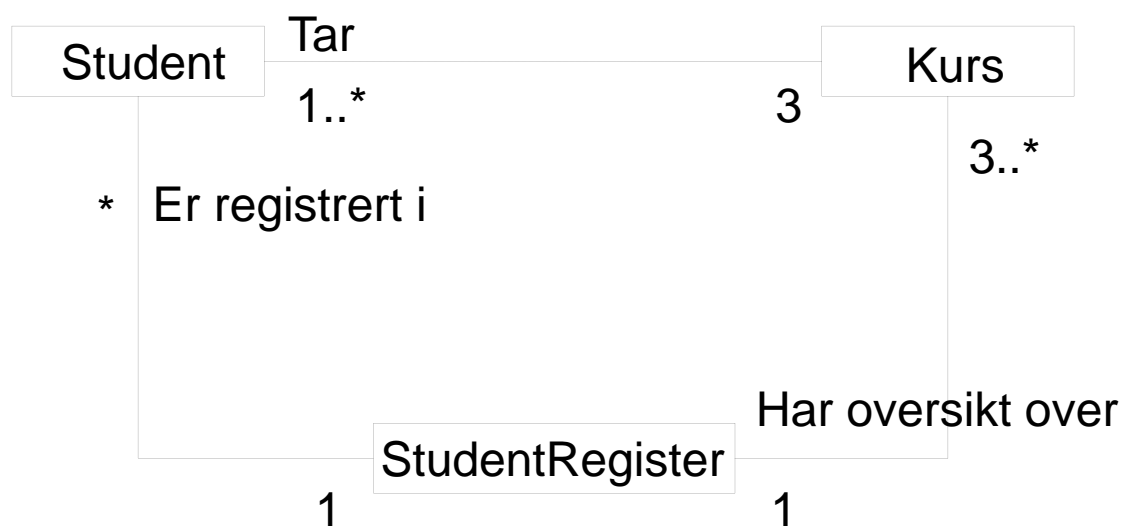 Tar
Student
Kurs
1..*
3
3..*
* Er registrert i
Har oversikt over
StudentRegister
1
1